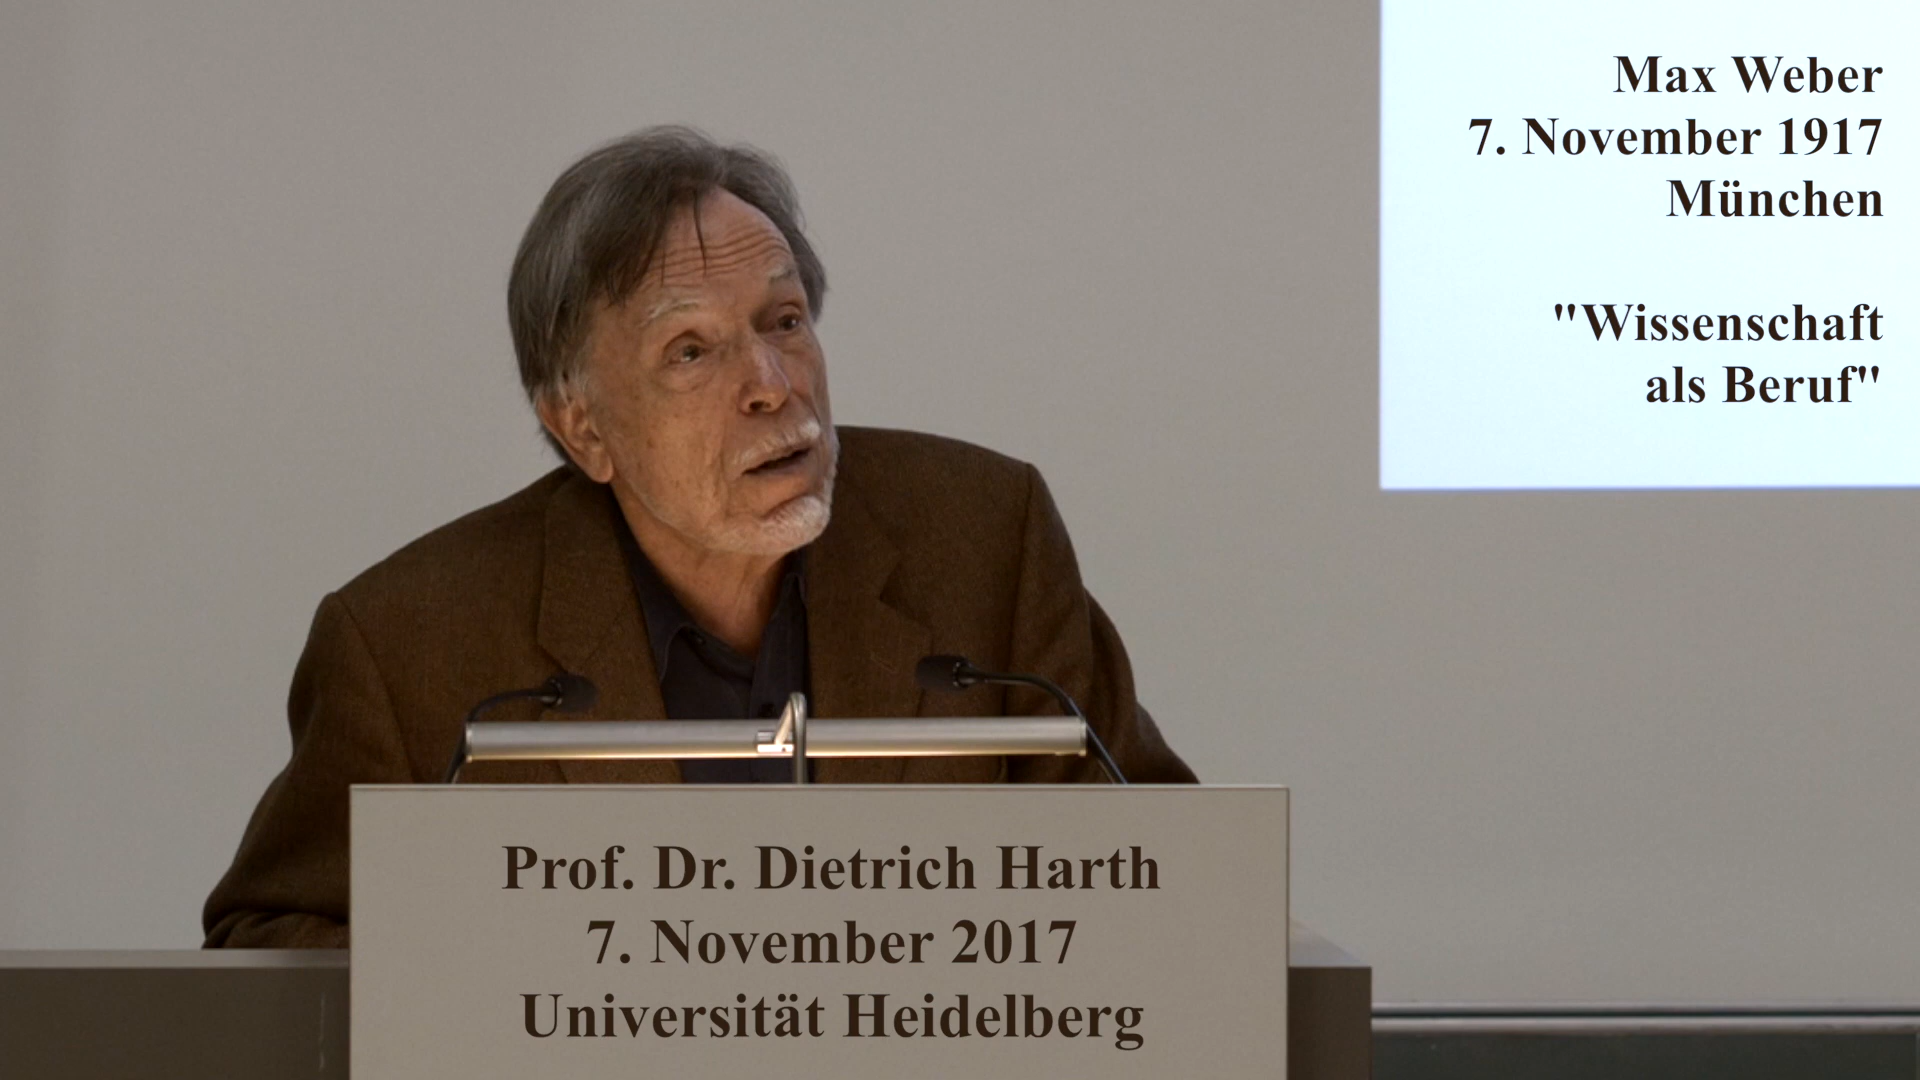 Max Weber
7. November 1917
München
"Wissenschaft
als Beruf"
Prof. Dr. Dietrich Harth
7. November 2017
Universität Heidelberg